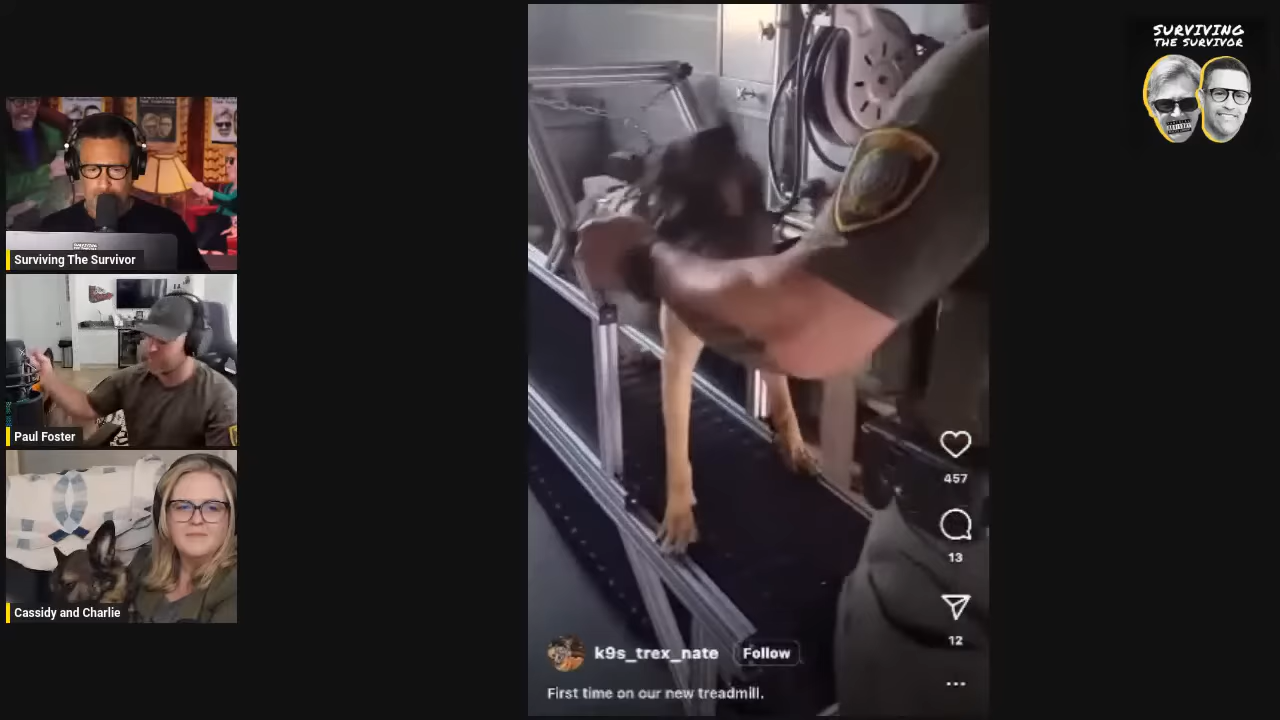 SURVIVING
THE SURVIVOR
Surviving The Survivor
Paul Foster
Cassidy and Charlie
457
13
12
k9s_trex_nate Follow
First time on our new treadmill.